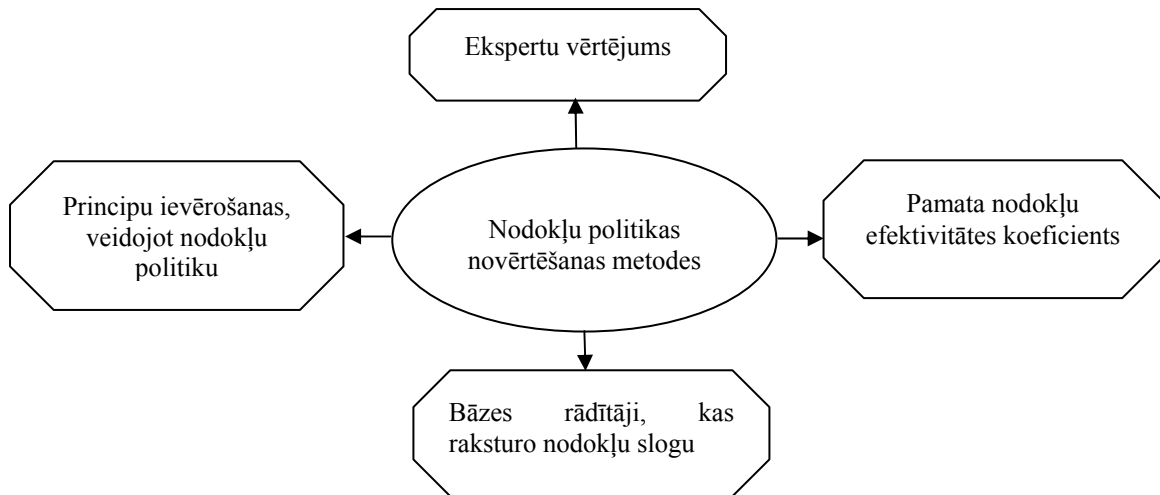 Ekspertu vērtējums
Principu ievērošanas,
veidojot nodokļu
politiku
Nodokļu politikas
novērtēšanas metodes
Pamata nodokļu
efektivitātes koeficients
Bāzes rādītāji, kas
raksturo nodokļu slogu